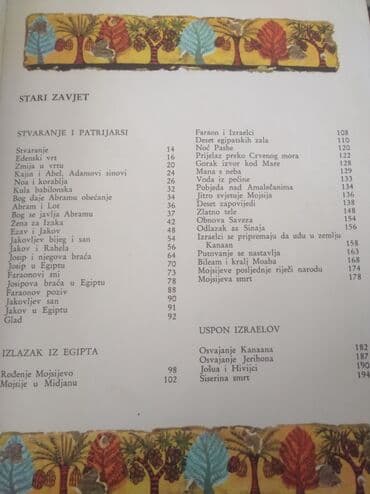 STARI ZAVJET
STVARANJE I PATRIJARSI
Stvaranje 14
Edenski vrt 16
Zmija u vrtu 20
Kajin i Abel, Adamovi sinovi 24
Noa i korablja 26
Kula babilonska 32
Bog daje Abramu obećanje 34
Abram i Lot 36
Bog se javlja Abramu 38
Žena za Izaka 42
Ezav i Jakov 48
Jakovljev bijeg i san 54
Jakov i Rahela 56
Josip i njegova braća 64
Josip u Egiptu 70
Faraonovi sni 73
Josipova braća u Egiptu 78
Faraonov poziv 88
Jakovljev san 90
Jakov u Egiptu 91
Glad 92
IZLAZAK IZ EGIPTA
Rođenje Mojsijevo 98
Mojsije u Midjanu 102
Faraon i Izraelci 108
Deset egipatskih zala 110
Noć Pashe 120
Prijelaz preko Crvenog mora 122
Gorak izvor kod Mare 128
Mana s neba 129
Voda iz pećine 133
Pobjeda nad Amalečanima 134
Jitro svjetuje Mojsija 136
Deset zapovijedi 138
Zlatno tele 148
Obnova Saveza 154
Odlazak sa Sinaja 156
Izraelci se pripremaju da uđu u zemlju
Kanaan 158
Putovanje se nastavlja 163
Bileam i kralj Moaba 168
Mojsijeve posljednje riječi narodu 174
Mojsijeva smrt 178
USPON IZRAELOV
Osvajanje Kanaana 182
Osvajanje Jerihona 187
Jošua i Hivijci 190
Siserina smrt 194